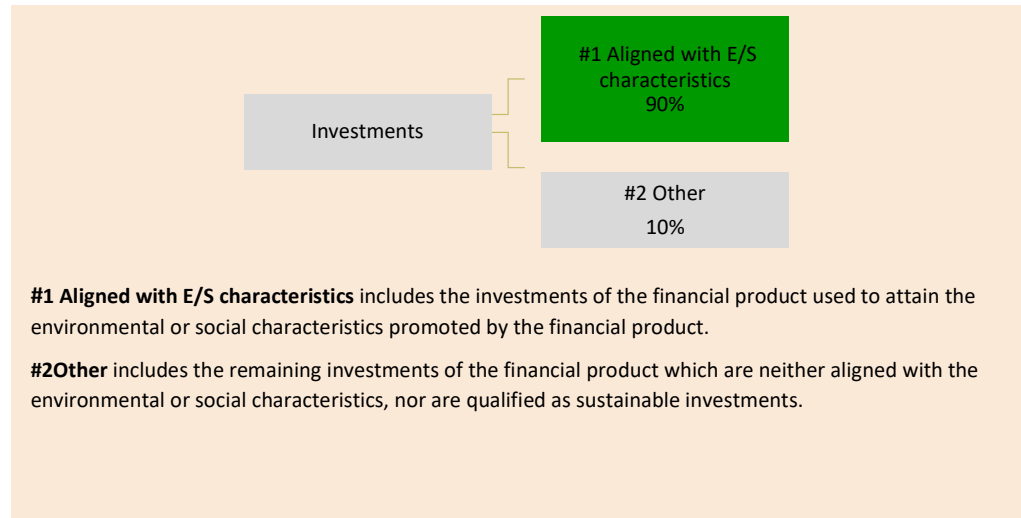 #1 Aligned with E/S
characteristics
90%
Investments
#2 Other
10%
#1 Aligned with E/S characteristics includes the investments of the financial product used to attain the
environmental or social characteristics promoted by the financial product.
#2Other includes the remaining investments of the financial product which are neither aligned with the
environmental or social characteristics, nor are qualified as sustainable investments.